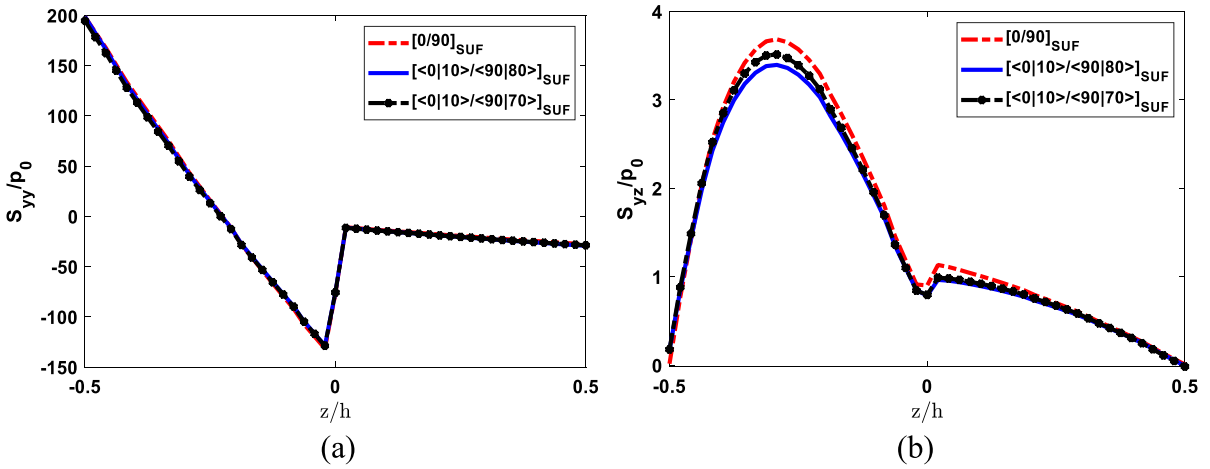 200
150
100
50
0
-50
-100
-150
-0.5
0
0.5
S_yy/p_0
z/h
[0/90]_SUF
[<0|10>/<90|80>]_SUF
[<0|10>/<90|70>]_SUF
(a)
4
3
2
1
0
-0.5
0
0.5
S_yz/p_0
z/h
[0/90]_SUF
[<0|10>/<90|80>]_SUF
[<0|10>/<90|70>]_SUF
(b)